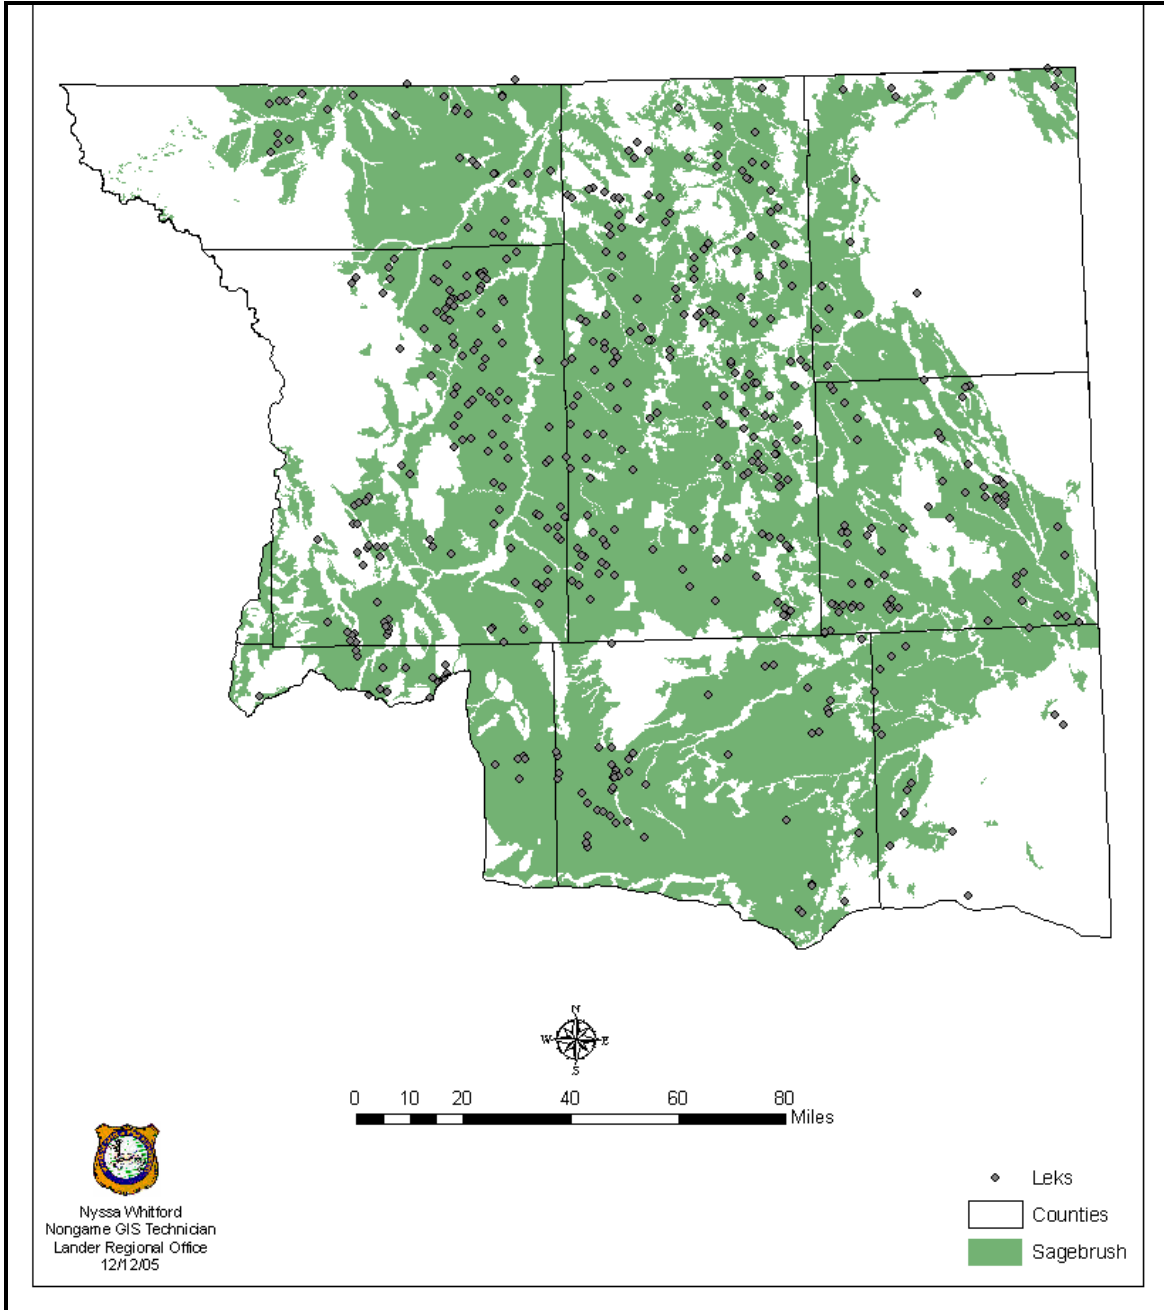 N
W E
S
0 10 20 40 60 80
Miles
Nyssa Whitford
Nongame GIS Technician
Lander Regional Office
12/12/05
Leks
Counties
Sagebrush